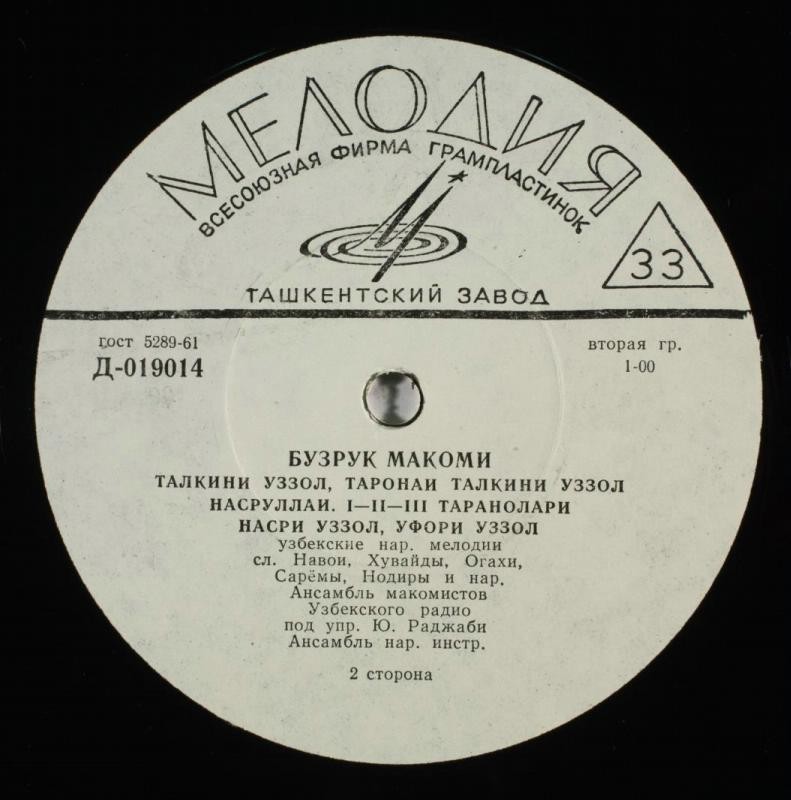 МЕЛОДИЯ
ВСЕСОЮЗНАЯ ФИРМА ГРАМПЛАСТИНОК
33
ТАШКЕНТСКИЙ ЗАВОД
гост 5289-61
Д-019014
вторая гр.
1-00
БУЗРУК МАКОМИ
ТАЛКИНИ УЗЗОЛ, ТАРОНАИ ТАЛКИНИ УЗЗОЛ
НАСРУЛЛАИ. I—II—III ТАРАНОЛАРИ
НАСРИ УЗЗОЛ, УФОРИ УЗЗОЛ
узбекские нар. мелодии
сл. Навои, Хувайды, Огахи,
Сарёмы, Нодиры и нар.
Ансамбль макомистов
Узбекского радио
под упр. Ю. Раджаби
Ансамбль нар. инстр.
2 сторона